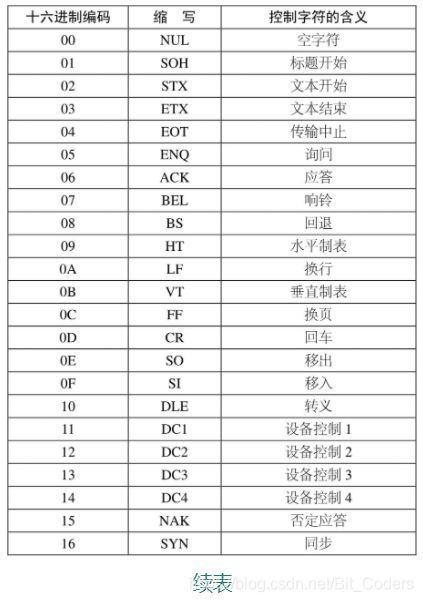 十六进制编码 缩 写 控制字符的含义
00 NUL 空字符
01 SOH 标题开始
02 STX 文本开始
03 ETX 文本结束
04 EOT 传输中止
05 ENQ 询问
06 ACK 应答
07 BEL 响铃
08 BS 回退
09 HT 水平制表
0A LF 换行
0B VT 垂直制表
0C FF 换页
0D CR 回车
0E SO 移出
0F SI 移入
10 DLE 转义
11 DC1 设备控制 1
12 DC2 设备控制 2
13 DC3 设备控制 3
14 DC4 设备控制 4
15 NAK 否定应答
16 SYN 同步
续表
blog.csdn.net/Bit_Coders